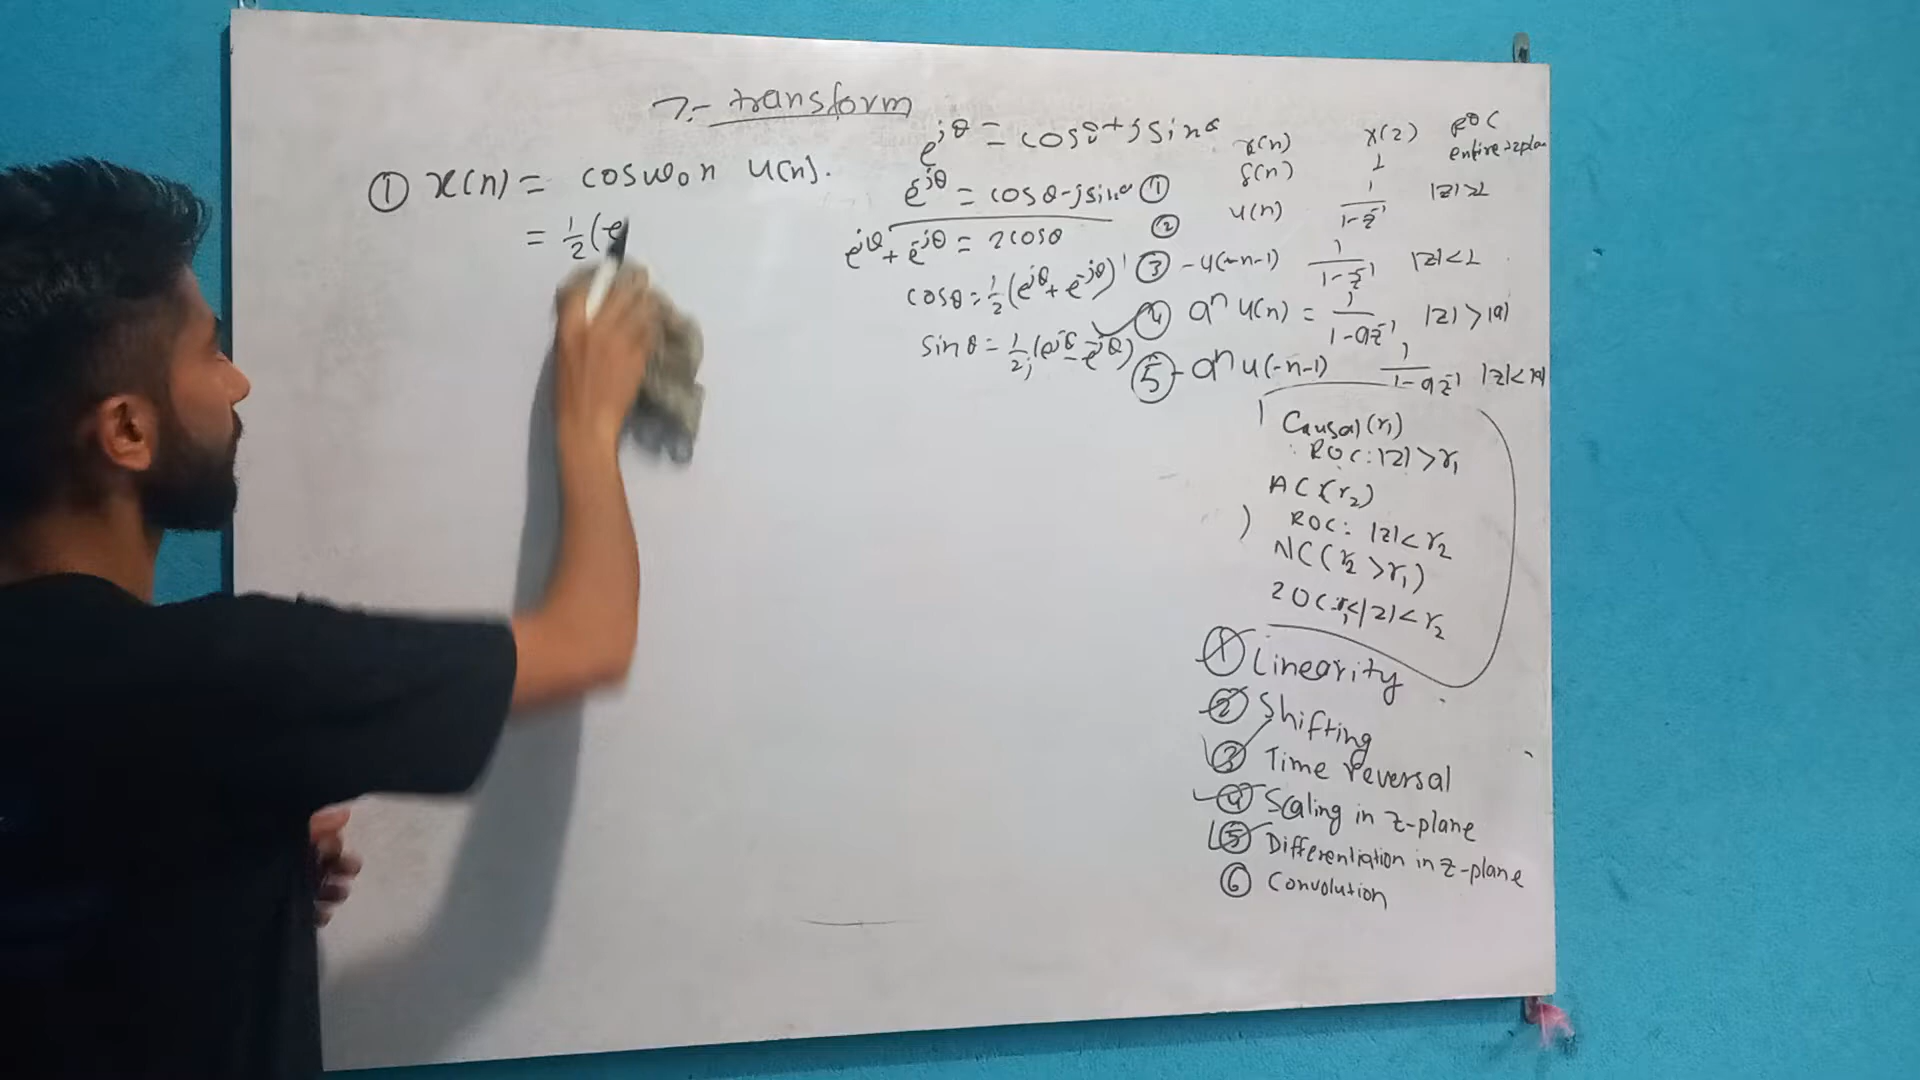 Z-transform
① x(n) = cosω₀n u(n).
= 1/2 (e
e^jθ = cosθ+jsinθ
e^-jθ = cosθ-jsinθ
e^jθ + e^-jθ = 2cosθ
cosθ = 1/2 (e^jθ + e^-jθ)
sinθ = 1/2j (e^jθ - e^-jθ)
x(n) X(z) ROC
① δ(n) 1 entire z plan
② u(n) 1/1-z⁻¹ |z|>1
③ -u(-n-1) 1/1-z⁻¹ |z|<1
④ aⁿ u(n) = 1/1-az⁻¹ |z|>|a|
⑤ -aⁿ u(-n-1) 1/1-az⁻¹ |z|<|a|
Causal (r₁)
ROC: |z|>r₁
AC (r₂)
ROC: |z|<r₂
NC (r₂>r₁)
ROC: r₁<|z|<r₂
① Linearity
② Shifting
③ Time reversal
④ Scaling in z-plane
⑤ Differentiation in z-plane
⑥ Convolution